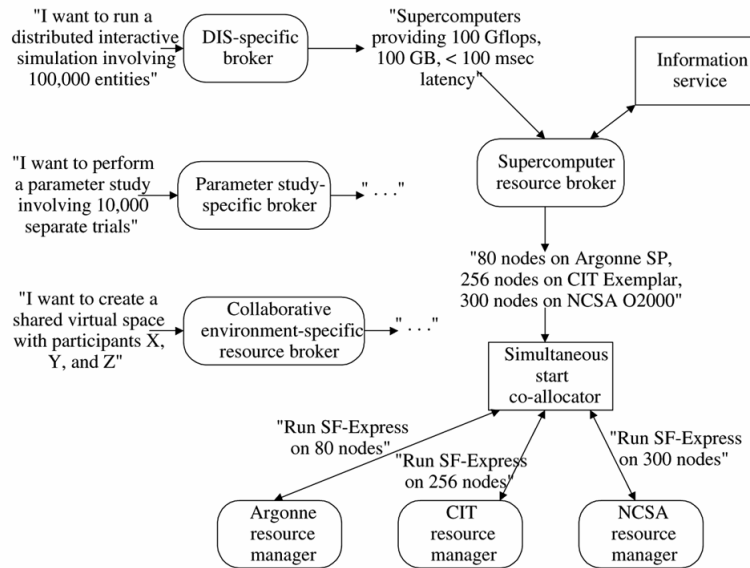 "I want to run a
distributed interactive
simulation involving
100,000 entities"
DIS-specific
broker
"Supercomputers
providing 100 Gflops,
100 GB, < 100 msec
latency"
Information
service
"I want to perform
a parameter study
involving 10,000
separate trials"
Parameter study-
specific broker
" . . ."
Supercomputer
resource broker
"80 nodes on Argonne SP,
256 nodes on CIT Exemplar,
300 nodes on NCSA O2000"
"I want to create a
shared virtual space
with participants X,
Y, and Z"
Collaborative
environment-specific
resource broker
" . . ."
Simultaneous
start
co-allocator
"Run SF-Express
on 80 nodes"
"Run SF-Express
on 256 nodes"
"Run SF-Express
on 300 nodes"
Argonne
resource
manager
CIT
resource
manager
NCSA
resource
manager